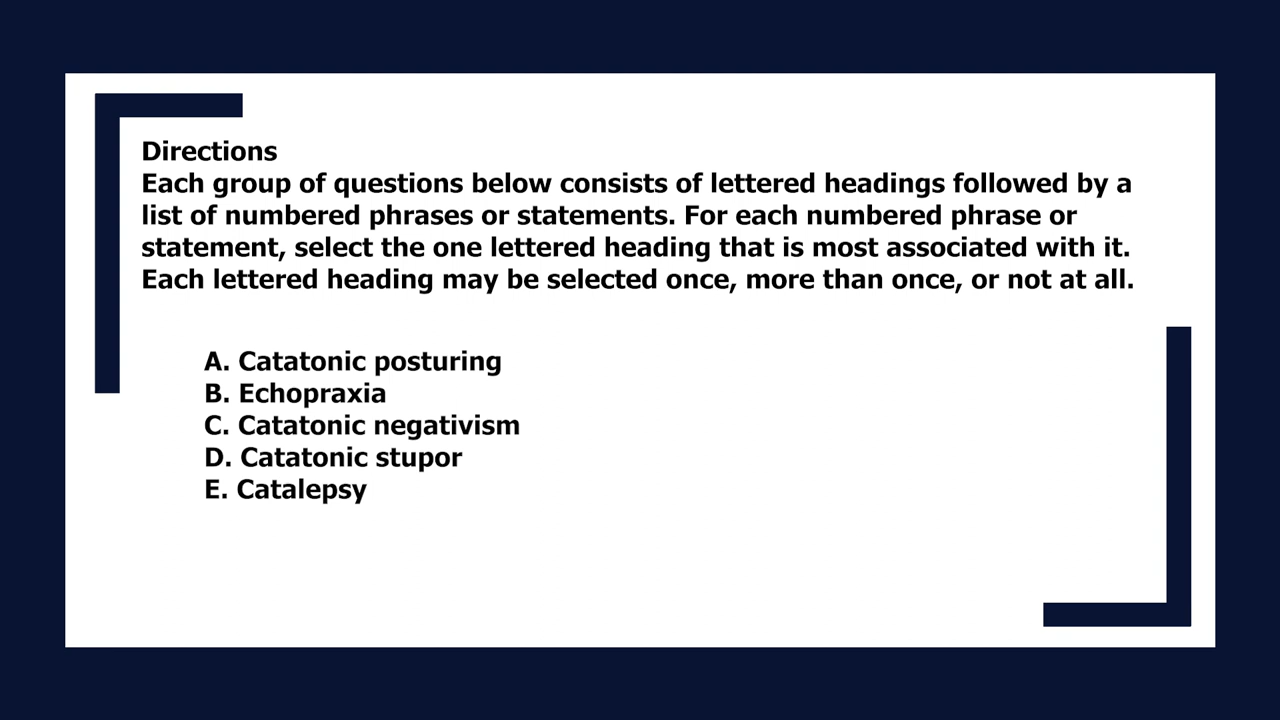 Directions
Each group of questions below consists of lettered headings followed by a
list of numbered phrases or statements. For each numbered phrase or
statement, select the one lettered heading that is most associated with it.
Each lettered heading may be selected once, more than once, or not at all.
A. Catatonic posturing
B. Echopraxia
C. Catatonic negativism
D. Catatonic stupor
E. Catalepsy